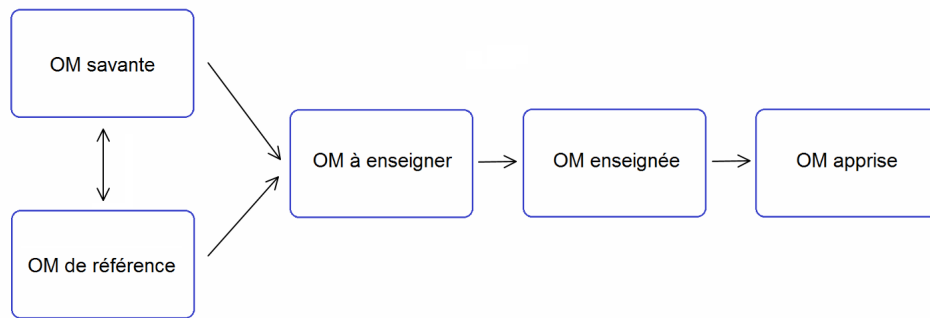 OM savante
OM à enseigner
OM enseignée
OM apprise
OM de référence